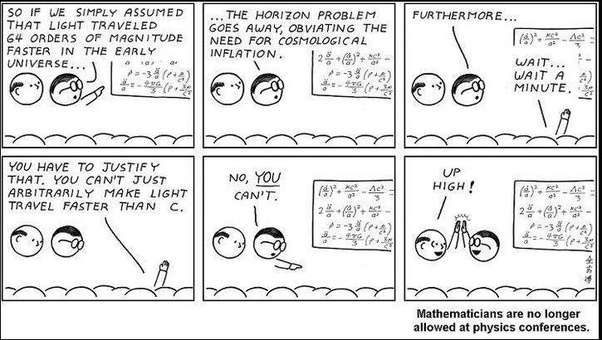 SO IF WE SIMPLY ASSUMED
THAT LIGHT TRAVELED
64 ORDERS OF MAGNITUDE
FASTER IN THE EARLY
UNIVERSE...
...THE HORIZON PROBLEM
GOES AWAY, OBVIATING THE
NEED FOR COSMOLOGICAL
INFLATION.
FURTHERMORE...
WAIT...
WAIT A
MINUTE.
YOU HAVE TO JUSTIFY
THAT. YOU CAN'T JUST
ARBITRARILY MAKE LIGHT
TRAVEL FASTER THAN C.
NO, YOU
CAN'T.
UP
HIGH!
Mathematicians are no longer
allowed at physics conferences.